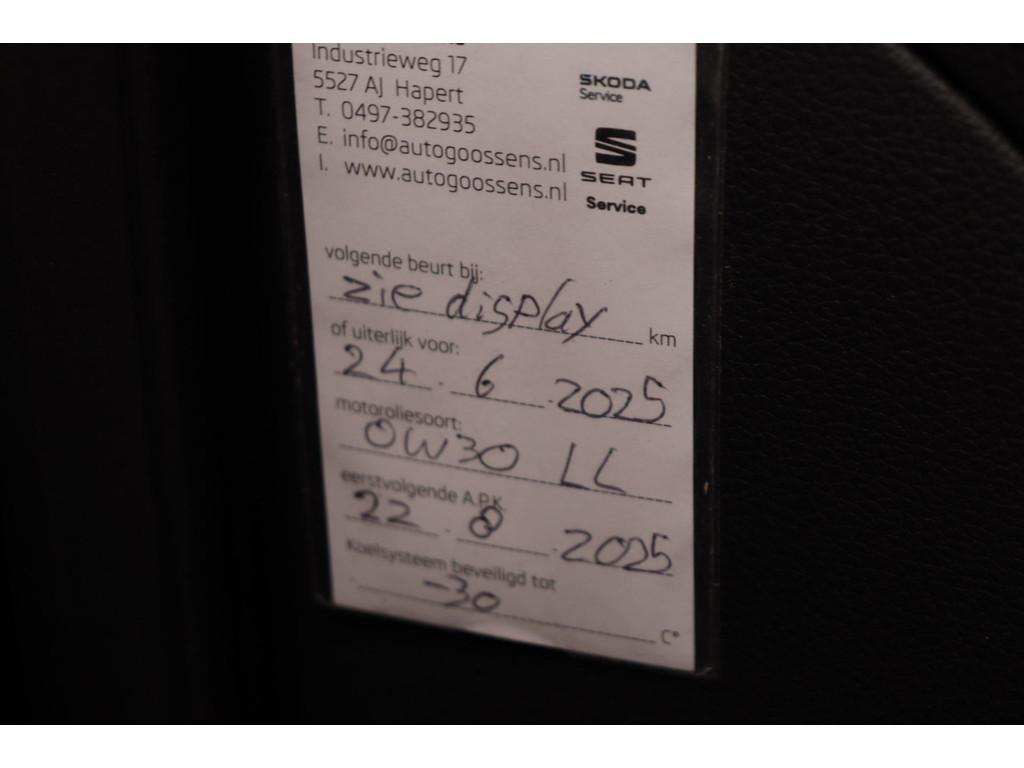 Industrieweg 17
5527 AJ Hapert
T. 0497-382935
E. info@autogoossens.nl
I. www.autogoossens.nl
SKODA
Service
SEAT
Service
volgende beurt bij:
zie display km
of uiterlijk voor:
24 . 6 . 2025
motoroliesoort:
0W30 LL
eerstvolgende A.P.K.
22 . 8 . 2025
Koelsysteem beveiligd tot
-30 C°